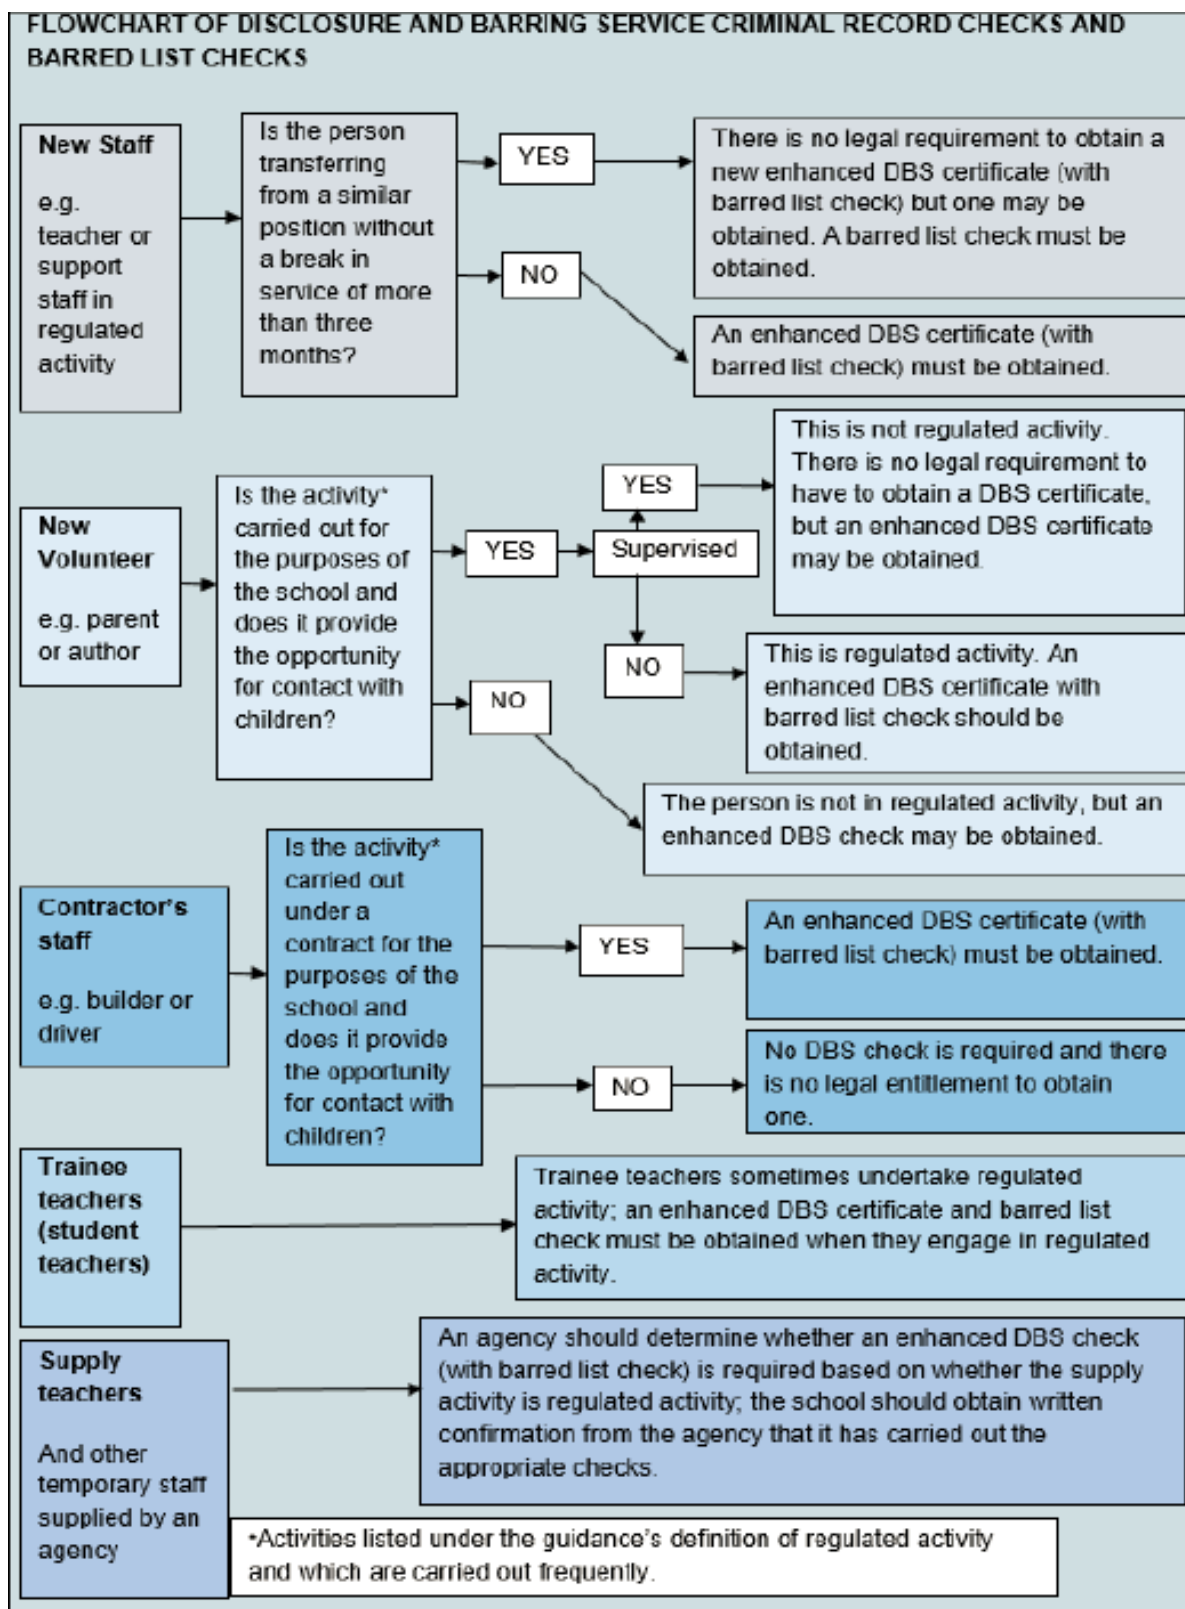 FLOWCHART OF DISCLOSURE AND BARRING SERVICE CRIMINAL RECORD CHECKS AND
BARRED LIST CHECKS
New Staff
e.g.
teacher or
support
staff in
regulated
activity
Is the person
transferring
from a similar
position without
a break in
service of more
than three
months?
YES
NO
There is no legal requirement to obtain a
new enhanced DBS certificate (with
barred list check) but one may be
obtained. A barred list check must be
obtained.
An enhanced DBS certificate (with
barred list check) must be obtained.
New
Volunteer
e.g. parent
or author
Is the activity*
carried out for
the purposes of
the school and
does it provide
the opportunity
for contact with
children?
YES
NO
Supervised
YES
NO
This is not regulated activity.
There is no legal requirement to
have to obtain a DBS certificate,
but an enhanced DBS certificate
may be obtained.
This is regulated activity. An
enhanced DBS certificate with
barred list check should be
obtained.
The person is not in regulated activity, but an
enhanced DBS check may be obtained.
Contractor's
staff
e.g. builder or
driver
Is the activity*
carried out
under a
contract for the
purposes of the
school and
does it provide
the opportunity
for contact with
children?
YES
NO
An enhanced DBS certificate (with
barred list check) must be obtained.
No DBS check is required and there
is no legal entitlement to obtain
one.
Trainee
teachers
(student
teachers)
Trainee teachers sometimes undertake regulated
activity; an enhanced DBS certificate and barred list
check must be obtained when they engage in regulated
activity.
Supply
teachers
And other
temporary staff
supplied by an
agency
An agency should determine whether an enhanced DBS check
(with barred list check) is required based on whether the supply
activity is regulated activity; the school should obtain written
confirmation from the agency that it has carried out the
appropriate checks.
*Activities listed under the guidance's definition of regulated activity
and which are carried out frequently.